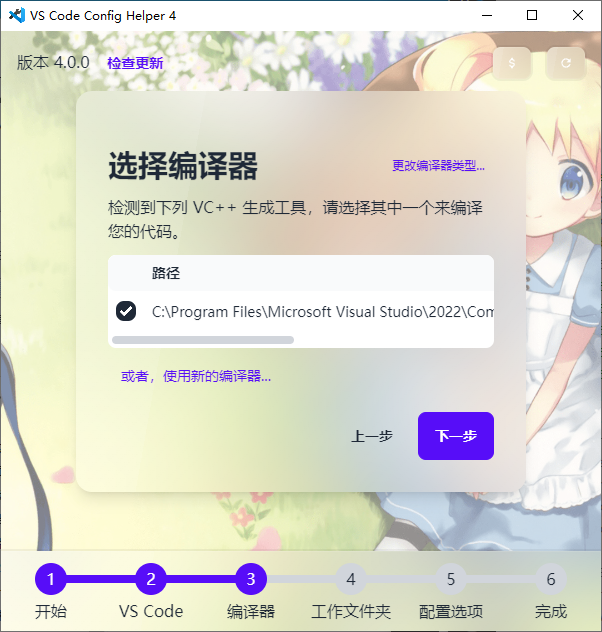 VS Code Config Helper 4
版本 4.0.0 检查更新 $
选择编译器 更改编译器类型...
检测到下列 VC++ 生成工具，请选择其中一个来编译
您的代码。
路径
C:\Program Files\Microsoft Visual Studio\2022\Com
或者，使用新的编译器...
上一步 下一步
1 2 3 4 5 6
开始 VS Code 编译器 工作文件夹 配置选项 完成